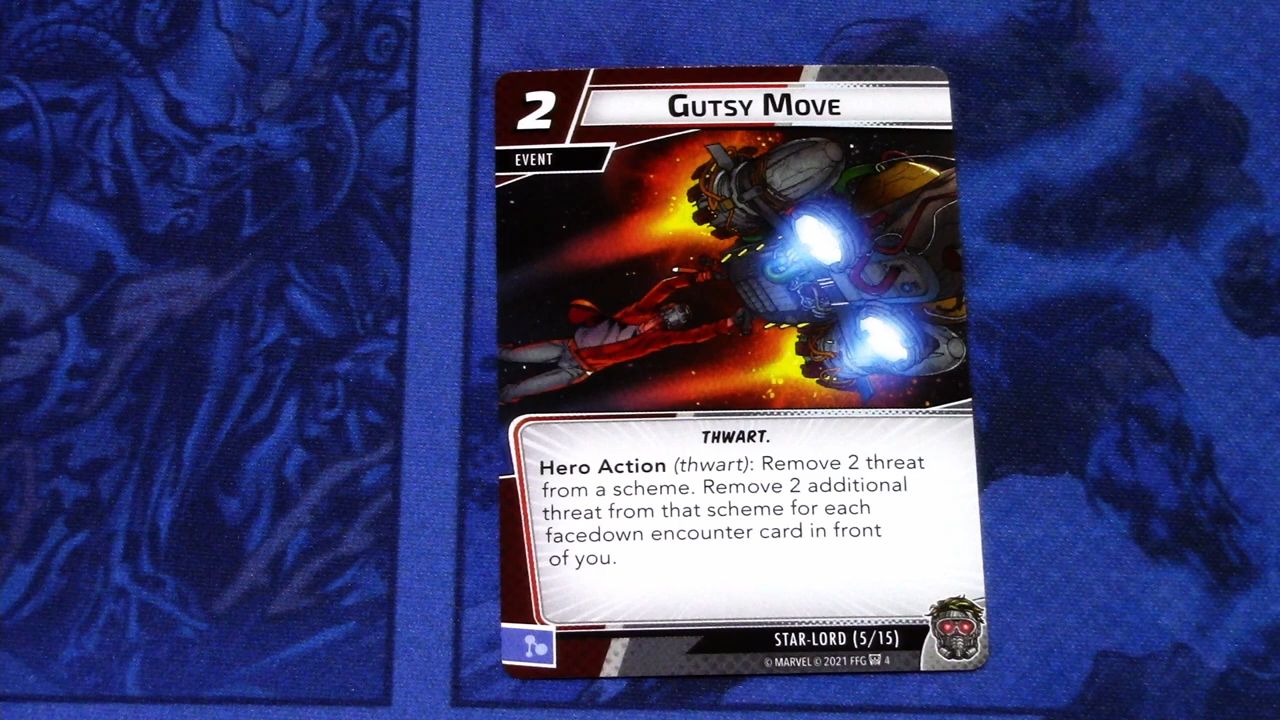 2
GUTSY MOVE
EVENT
THWART.
Hero Action (thwart): Remove 2 threat
from a scheme. Remove 2 additional
threat from that scheme for each
facedown encounter card in front
of you.
STAR-LORD (5/15)
© MARVEL © 2021 FFG 4